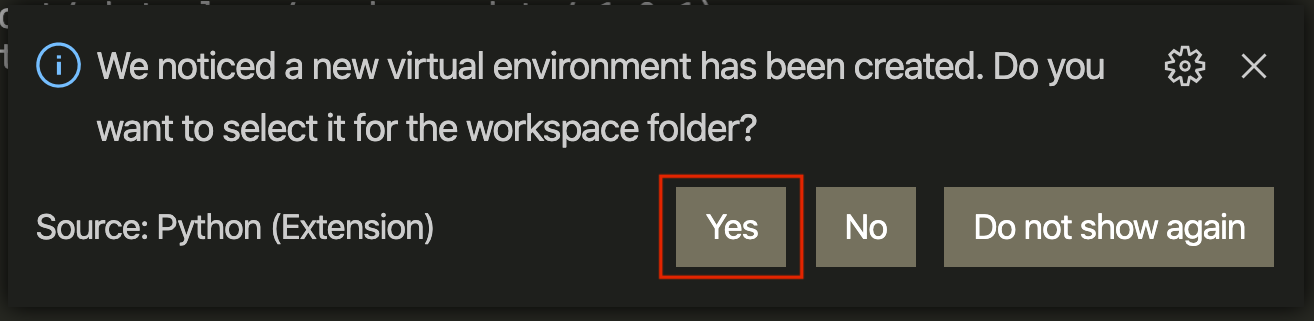 We noticed a new virtual environment has been created. Do you
want to select it for the workspace folder?
Source: Python (Extension)
Yes
No
Do not show again